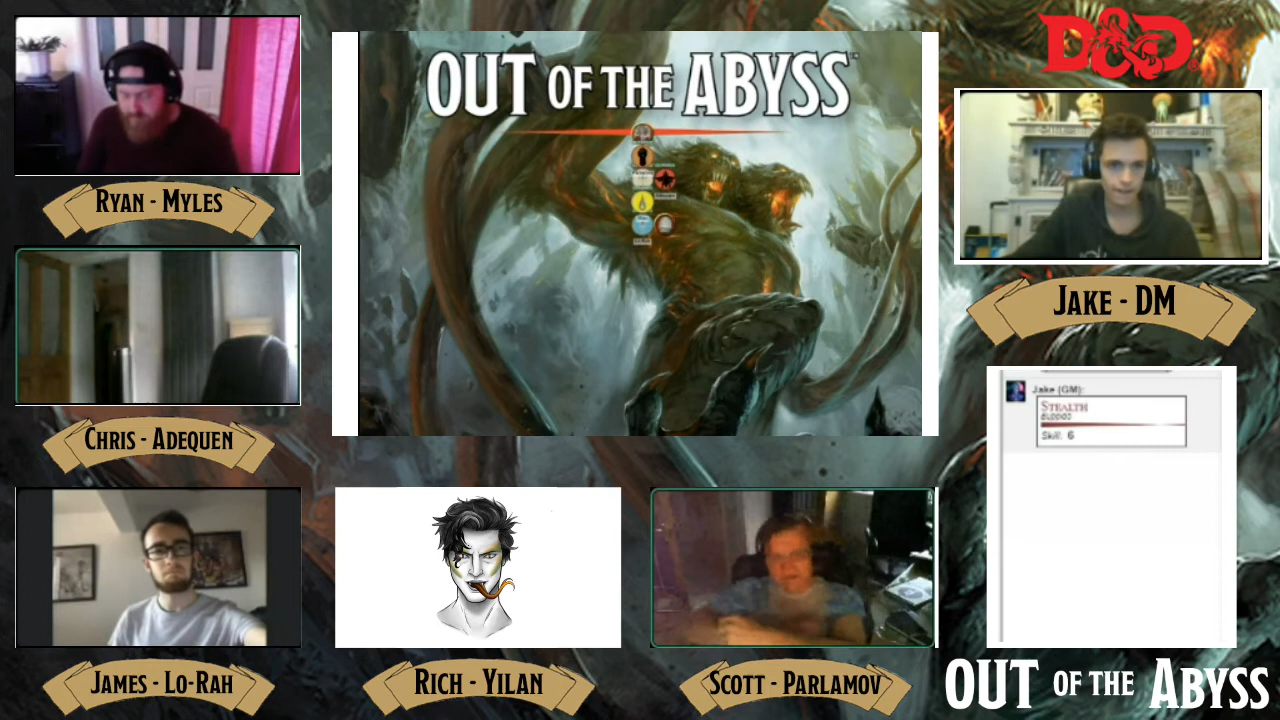 D&D
OUT OF THE ABYSS
Ryan - Myles
Chris - Adequen
Jake - DM
Jake (GM):
Stealth
Skill: 6
James - Lo-Rah
Rich - Yilan
Scott - Parlamov
Out of the Abyss